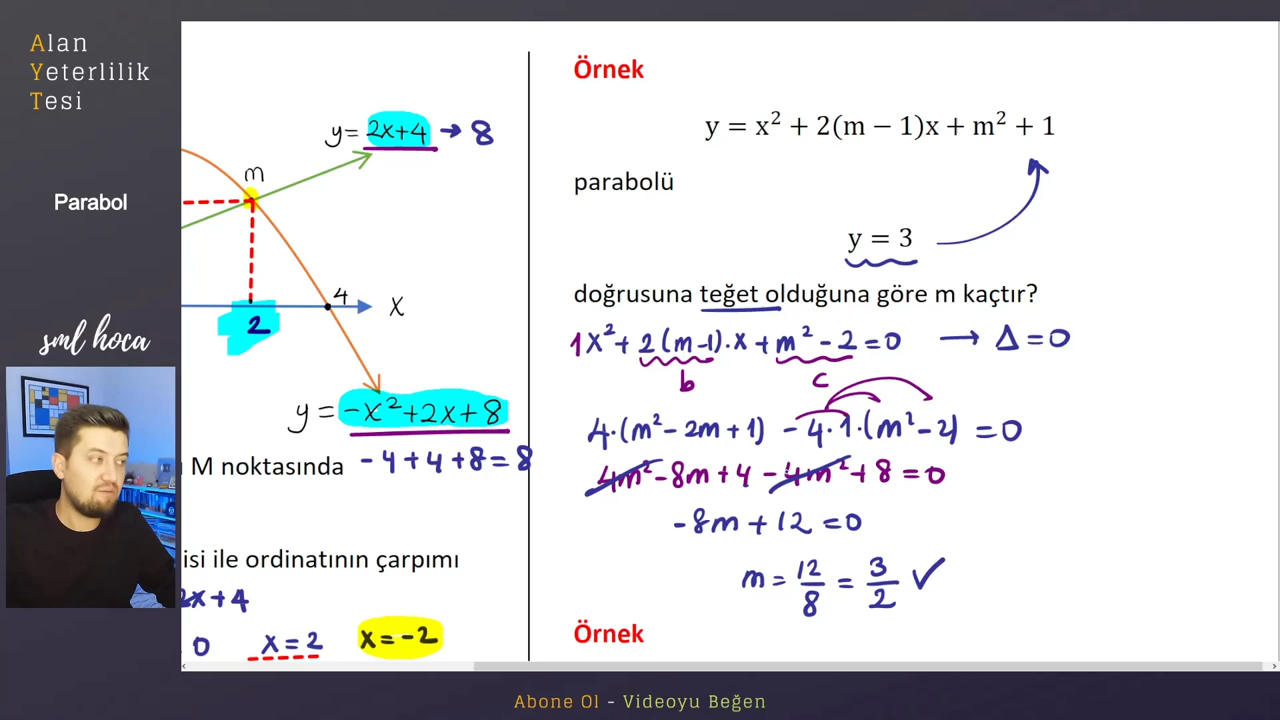 Alan
Yeterlilik
Tesi
Parabol
sml hoca
y = 2x+4 → 8
m
4
x
2
y = -x²+2x+8
M noktasında -4+4+8=8
isi ile ordinatının çarpımı
2x+4
0 x=2 x=-2
Örnek
y = x² + 2(m − 1)x + m² + 1
parabolü
y = 3
doğrusuna teğet olduğuna göre m kaçtır?
1x² + 2(m-1).x + m² - 2 = 0 → Δ = 0
b c
4.(m² - 2m + 1) - 4.1.(m² - 2) = 0
4m² - 8m + 4 - 4m² + 8 = 0
-8m + 12 = 0
m = 12/8 = 3/2 ✓
Örnek
Abone Ol - Videoyu Beğen